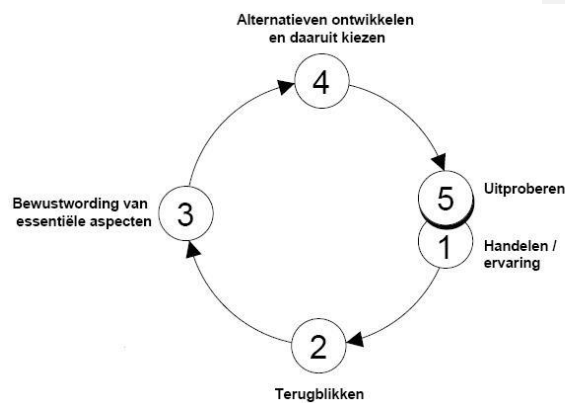 Alternatieven ontwikkelen
en daaruit kiezen
4
Bewustwording van
essentiële aspecten
3
5
Uitproberen
1
Handelen /
ervaring
2
Terugblikken